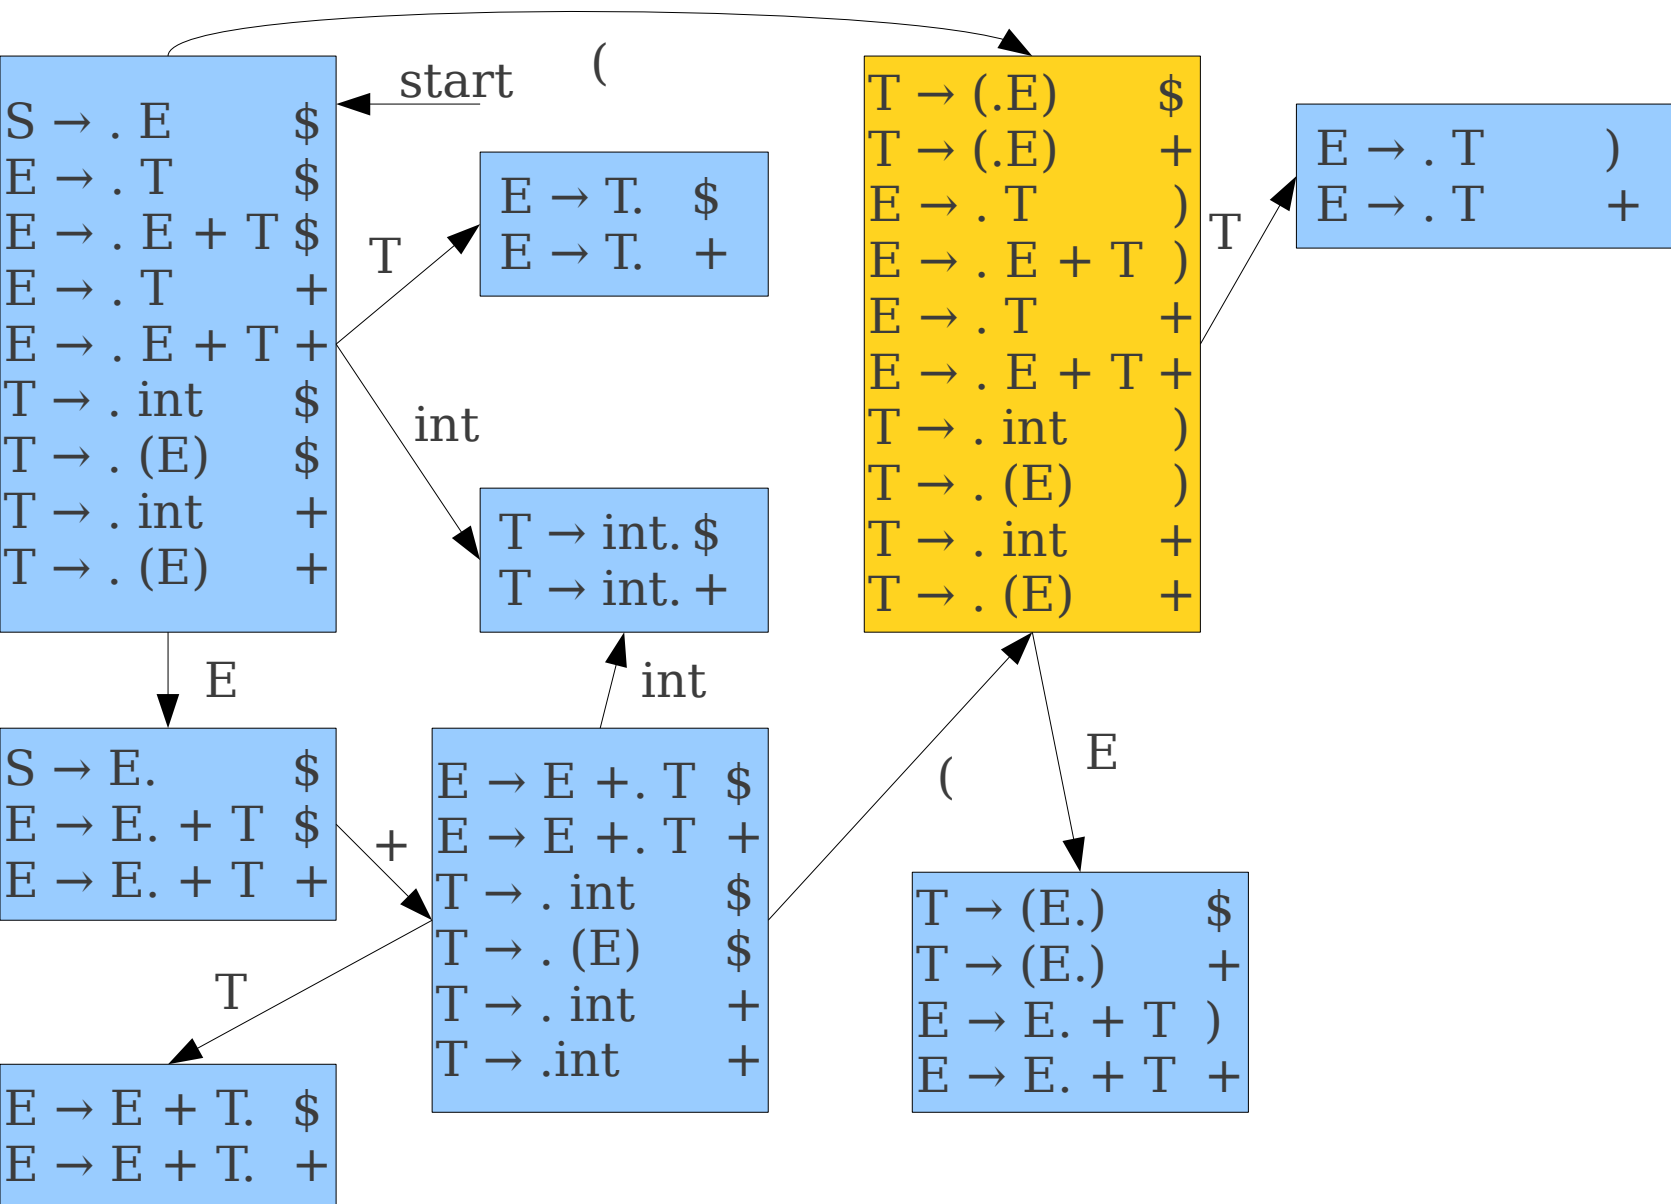 (
start
S → . E $
E → . T $
E → . E + T $
E → . T +
E → . E + T +
T → . int $
T → . (E) $
T → . int +
T → . (E) +
T
E → T. $
E → T. +
int
T → int. $
T → int. +
T → (.E) $
T → (.E) +
E → . T )
E → . E + T )
E → . T +
E → . E + T +
T → . int )
T → . (E) )
T → . int +
T → . (E) +
T
E → . T )
E → . T +
E
int
S → E. $
E → E. + T $
E → E. + T +
+
E → E +. T $
E → E +. T +
T → . int $
T → . (E) $
T → . int +
T → .int +
(
E
T → (E.) $
T → (E.) +
E → E. + T )
E → E. + T +
T
E → E + T. $
E → E + T. +